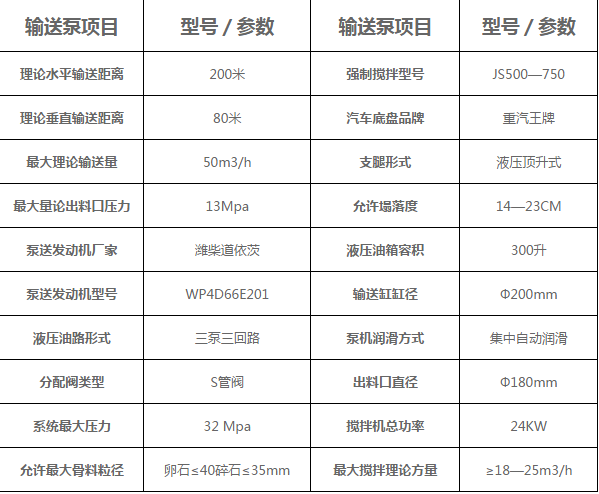 输送泵项目 型号 / 参数 输送泵项目 型号 / 参数
理论水平输送距离 200米 强制搅拌型号 JS500—750
理论垂直输送距离 80米 汽车底盘品牌 重汽王牌
最大理论输送量 50m3/h 支腿形式 液压顶升式
最大量论出料口压力 13Mpa 允许塌落度 14—23CM
泵送发动机厂家 潍柴道依茨 液压油箱容积 300升
泵送发动机型号 WP4D66E201 输送缸缸径 Φ200mm
液压油路形式 三泵三回路 泵机润滑方式 集中自动润滑
分配阀类型 S管阀 出料口直径 Φ180mm
系统最大压力 32 Mpa 搅拌机总功率 24KW
允许最大骨料粒径 卵石≤40碎石≤35mm 最大搅拌理论方量 ≥18—25m3/h